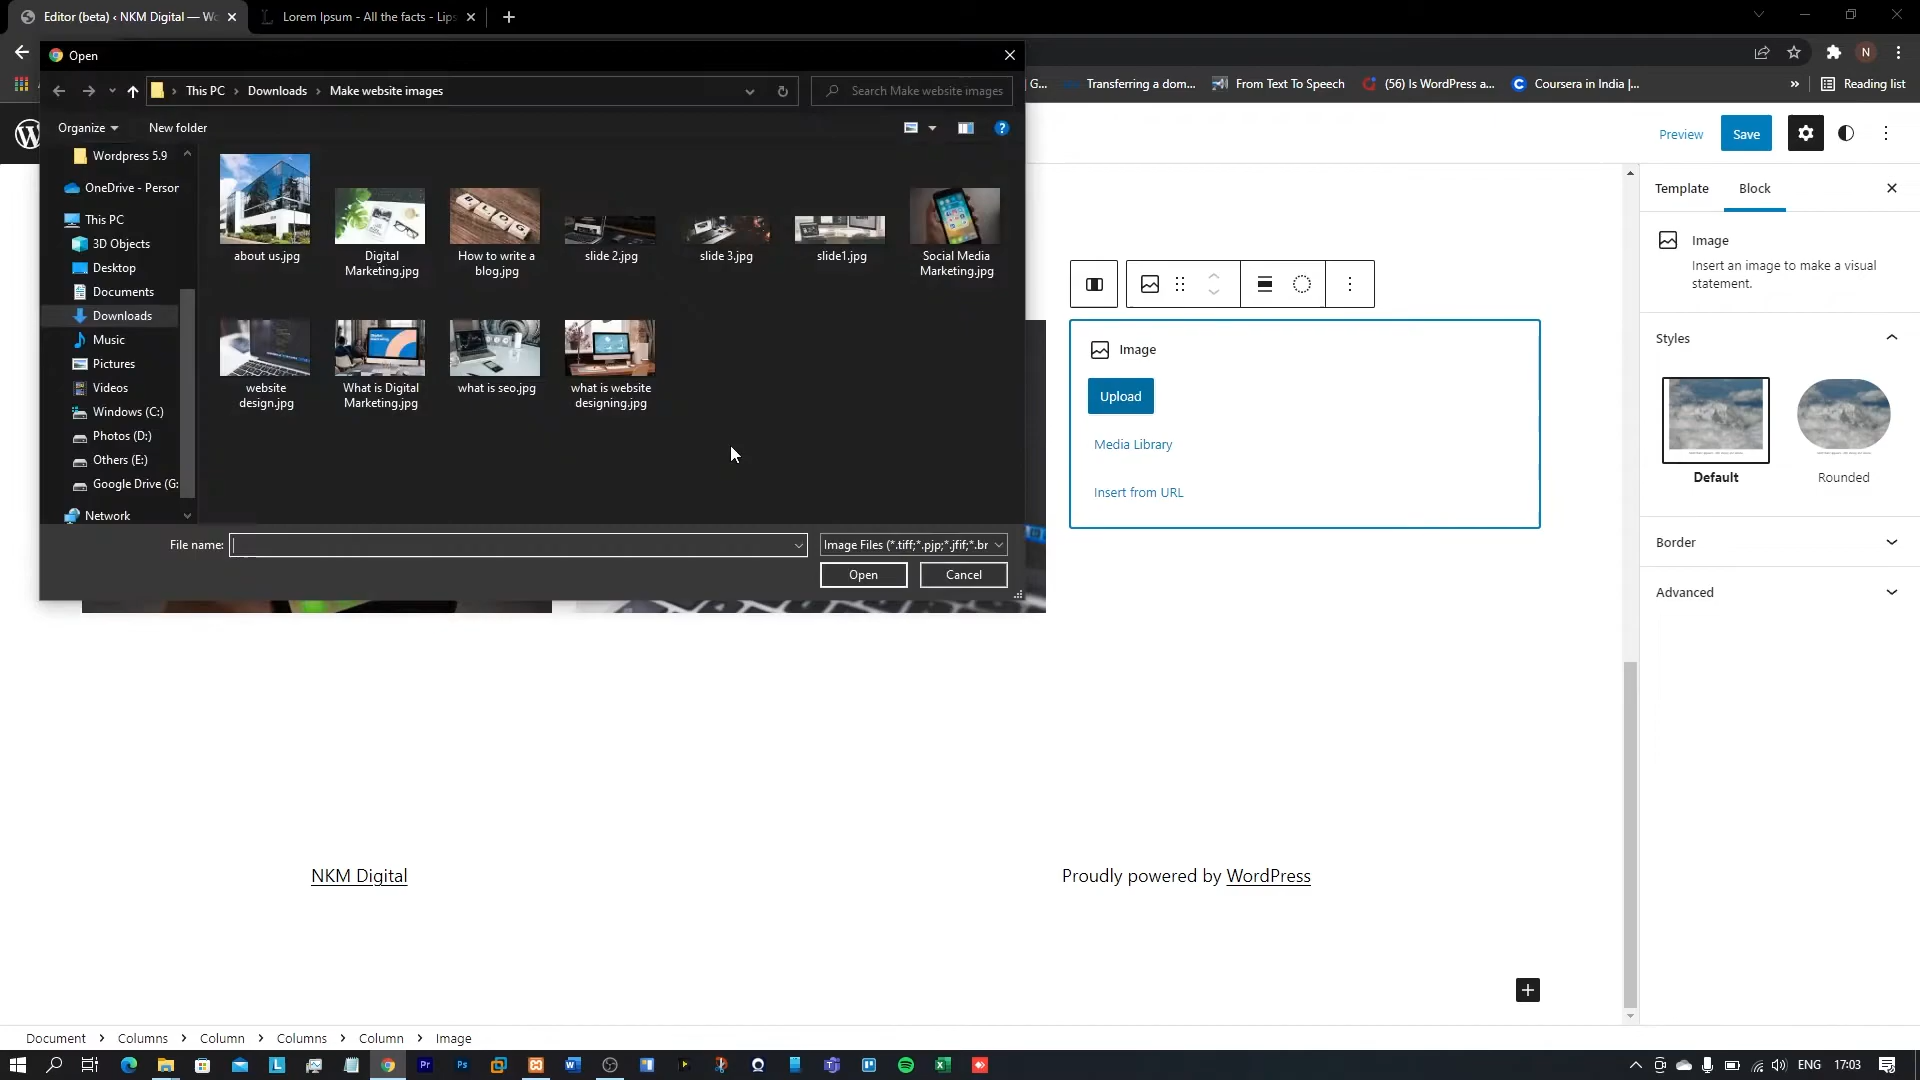 Editor (beta) ‹ NKM Digital — Wo
Lorem Ipsum - All the facts - Lips
Open
This PC
Downloads
Make website images
Search Make website images
G...
Transferring a dom...
From Text To Speech
(56) Is WordPress a...
Coursera in India |...
»
Reading list
N
Organize
New folder
Preview
Save
Wordpress 5.9
OneDrive - Person
This PC
3D Objects
Desktop
Documents
Downloads
Music
Pictures
Videos
Windows (C:)
Photos (D:)
Others (E:)
Google Drive (G:
Network
about us.jpg
Digital
Marketing.jpg
How to write a
blog.jpg
slide 2.jpg
slide 3.jpg
slide1.jpg
Social Media
Marketing.jpg
website
design.jpg
What is Digital
Marketing.jpg
what is seo.jpg
what is website
designing.jpg
File name:
Image Files (*.tiff;*.pjp;*.jfif;*.br
Open
Cancel
Image
Upload
Media Library
Insert from URL
Template
Block
Image
Insert an image to make a visual
statement.
Styles
Default
Rounded
Border
Advanced
NKM Digital
Proudly powered by WordPress
Document
Columns
Column
Columns
Column
Image
ENG
17:03